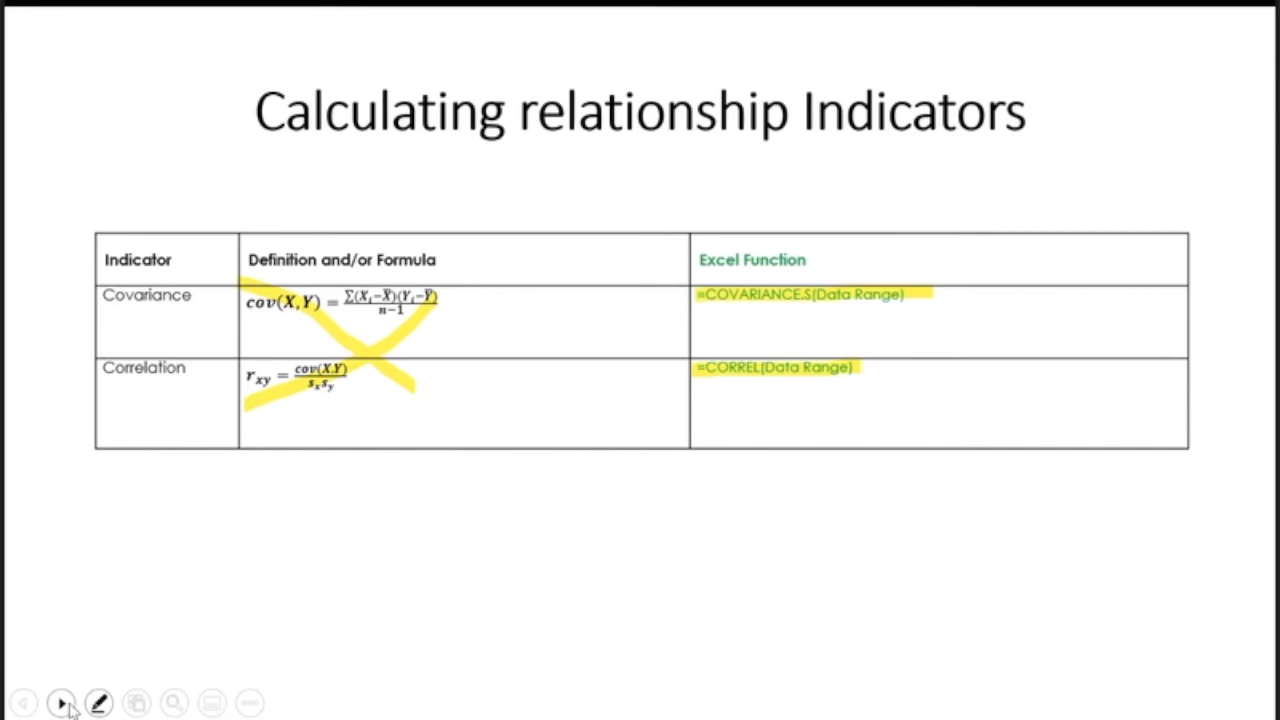 Calculating relationship Indicators
Indicator Definition and/or Formula Excel Function
Covariance cov(X,Y) = ∑(Xᵢ−X̄)(Yᵢ−Ȳ) / n−1 =COVARIANCE.S(Data Range)
Correlation rₓᵧ = cov(X,Y) / sₓsᵧ =CORREL(Data Range)